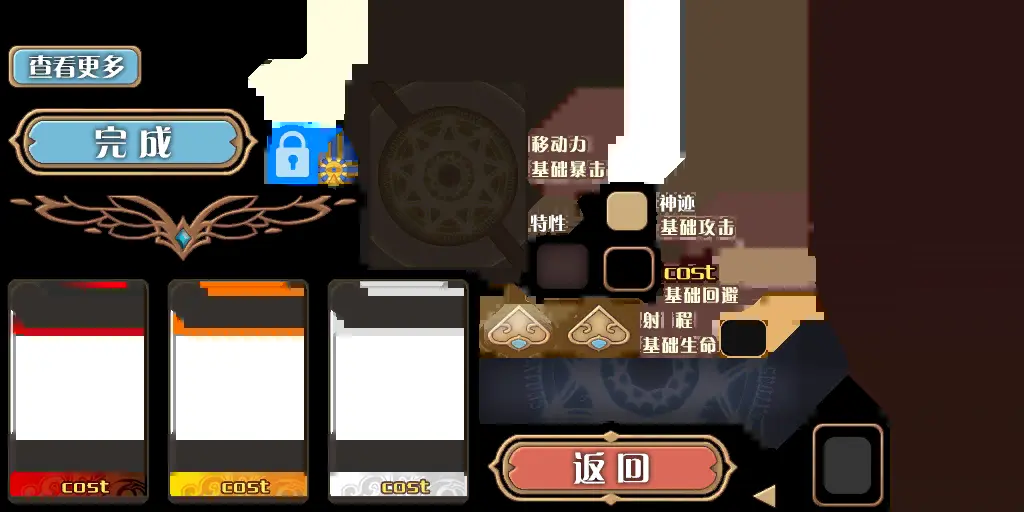 查看更多
完成
移动力
基础暴击
特性
神迹
基础攻击
cost
基础回避
射程
基础生命
cost
cost
cost
返回